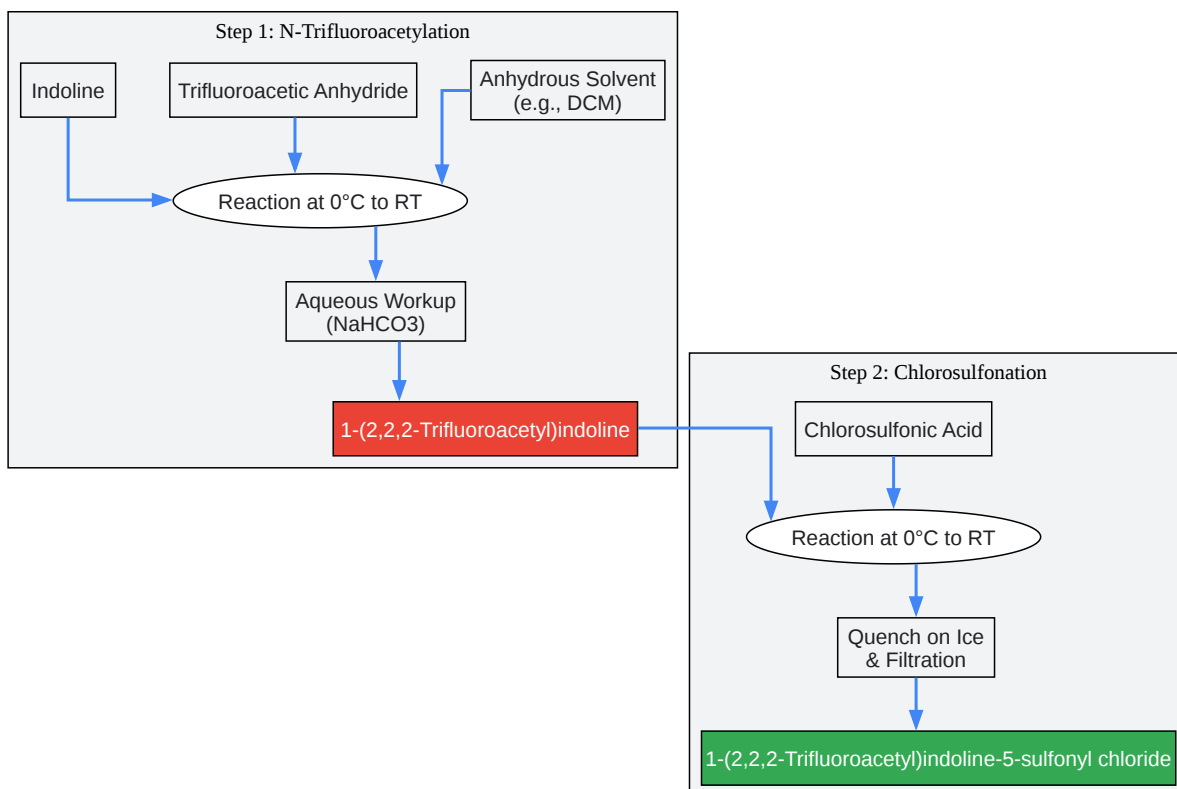 Step 1: N-Trifluoroacetylation
Indoline
Trifluoroacetic Anhydride
Anhydrous Solvent
(e.g., DCM)
Reaction at 0°C to RT
Aqueous Workup
(NaHCO3)
1-(2,2,2-Trifluoroacetyl)indoline
Step 2: Chlorosulfonation
Chlorosulfonic Acid
Reaction at 0°C to RT
Quench on Ice
& Filtration
1-(2,2,2-Trifluoroacetyl)indoline-5-sulfonyl chloride